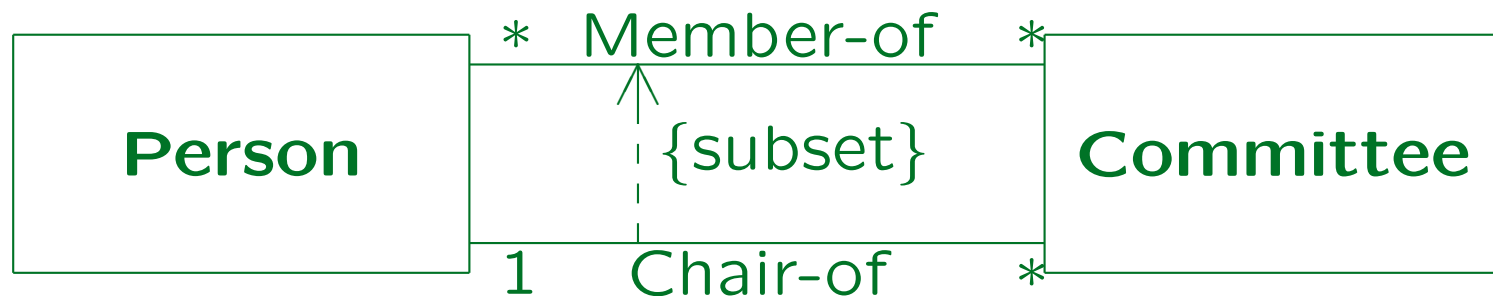 * Member-of *
Person {subset} Committee
1 Chair-of *